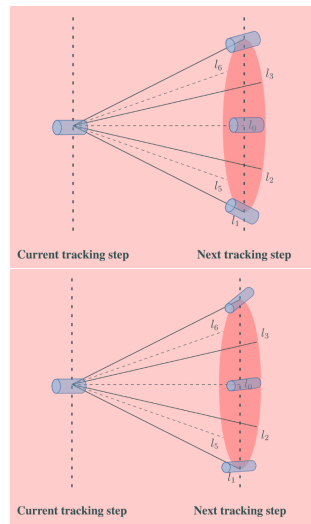 l₆
l₃
l₀
l₂
l₅
l₁
Current tracking step Next tracking step
l₆
l₃
l₀
l₂
l₅
l₁
Current tracking step Next tracking step